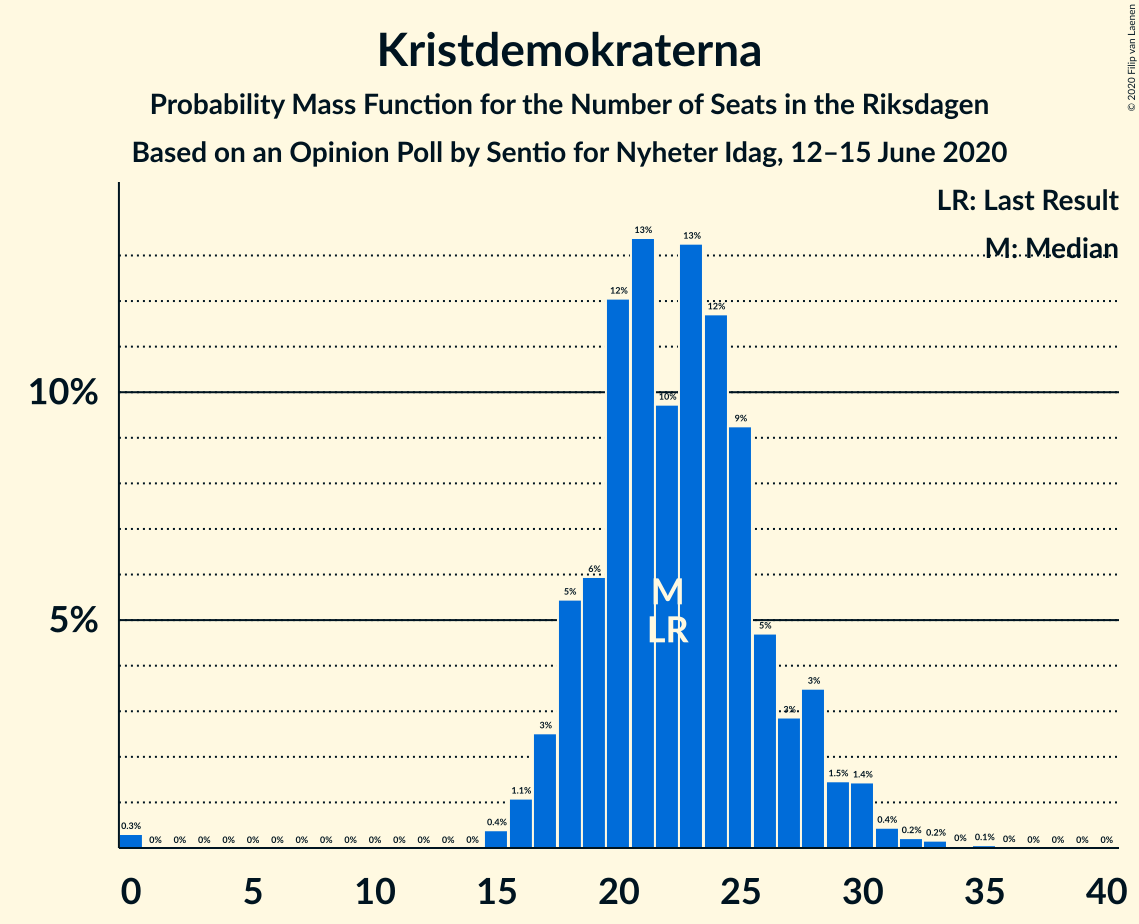 Kristdemokraterna
Probability Mass Function for the Number of Seats in the Riksdagen
Based on an Opinion Poll by Sentio for Nyheter Idag, 12–15 June 2020
© 2020 Filip van Laenen
LR: Last Result
M: Median
10%
5%
0.3% 0% 0% 0% 0% 0% 0% 0% 0% 0% 0% 0% 0% 0% 0% 0.4% 1.1% 3% 5% 6% 12% 13% 10% 13% 12% 9% 5% 3% 3% 1.5% 1.4% 0.4% 0.2% 0.2% 0% 0.1% 0% 0% 0% 0% 0%
M
LR
0 5 10 15 20 25 30 35 40